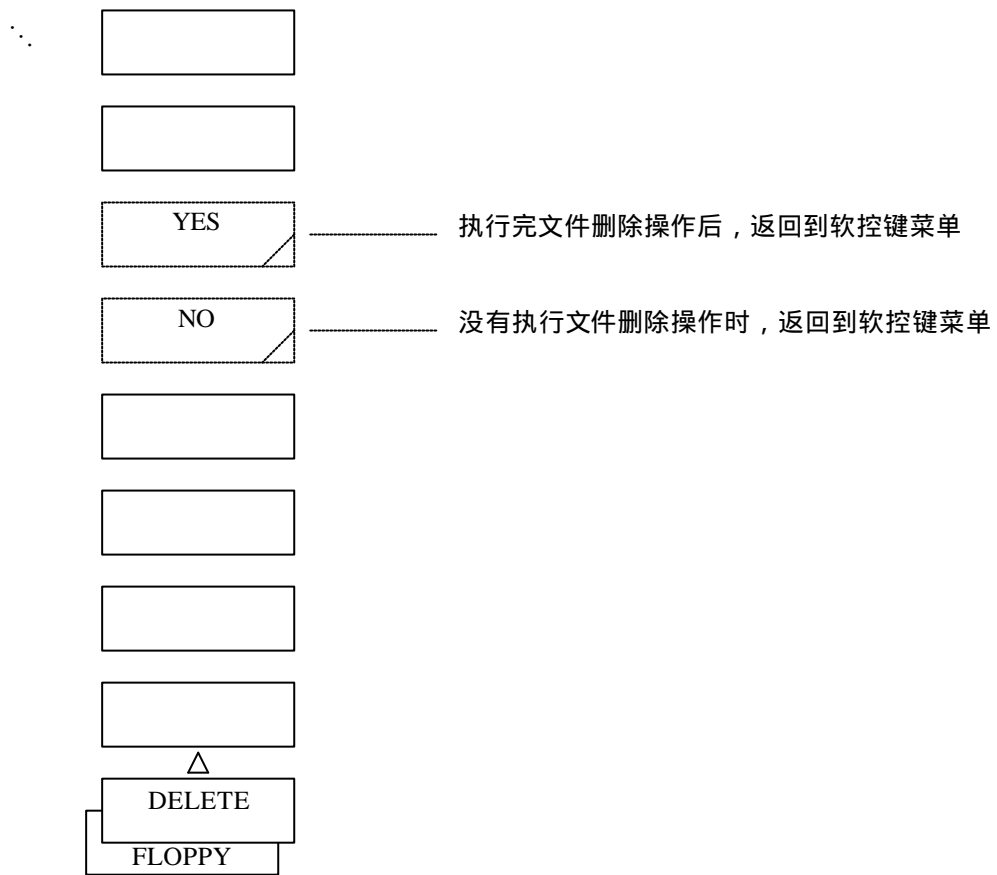 YES
执行完文件删除操作后，返回到软控键菜单
NO
没有执行文件删除操作时，返回到软控键菜单
DELETE
FLOPPY